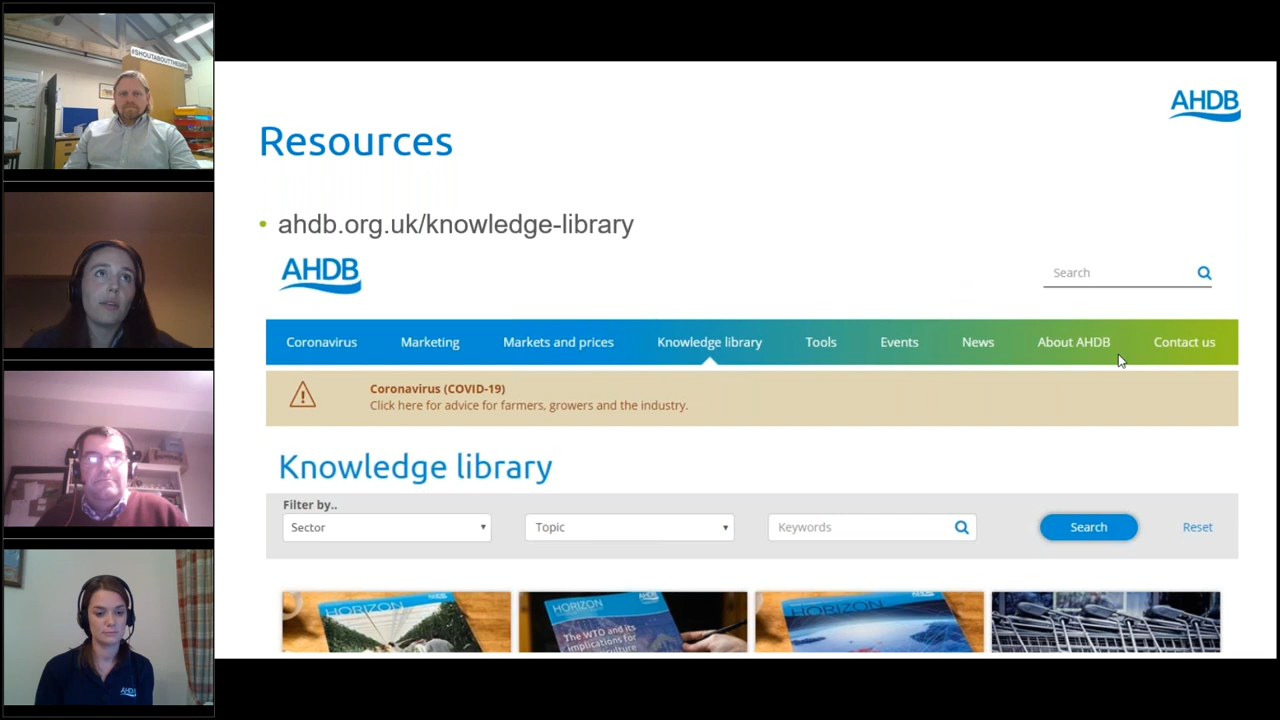 #SHOUTABOUTTHEGIRE
AHDB
Resources
• ahdb.org.uk/knowledge-library
AHDB
Search
Coronavirus Marketing Markets and prices Knowledge library Tools Events News About AHDB Contact us
Coronavirus (COVID-19)
Click here for advice for farmers, growers and the industry.
Knowledge library
Filter by..
Sector Topic Keywords Search Reset
HORIZON HORIZON HORIZON
The WTO and its
implications for
AHDB